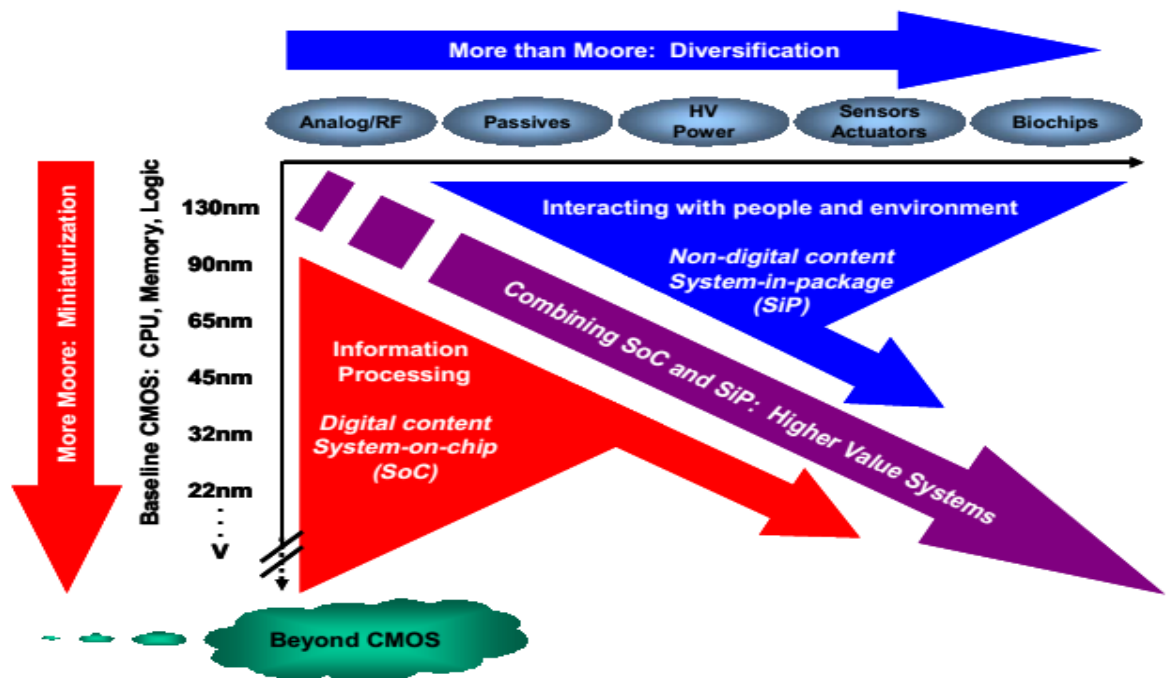 More than Moore: Diversification
Analog/RF
Passives
HV
Power
Sensors
Actuators
Biochips
More Moore: Miniaturization
Baseline CMOS: CPU, Memory, Logic
130nm
90nm
65nm
45nm
32nm
22nm
V
Interacting with people and environment
Non-digital content
System-in-package
(SiP)
Combining SoC and SiP: Higher Value Systems
Information
Processing
Digital content
System-on-chip
(SoC)
Beyond CMOS